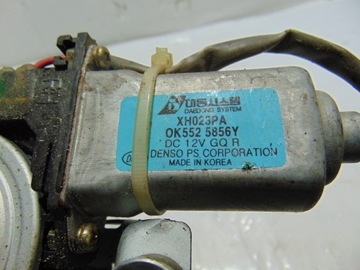 대동시스템
DAEDONG SYSTEM
XH023PA
OK552 5856Y
DC 12V GQ R
DENSO PS CORPORATION
MADE IN KOREA